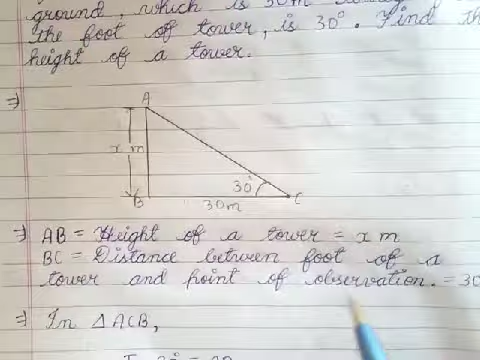 ground, which is 30m
the foot of tower, is 30°. Find the
height of a tower.
⇒
A
x m
30°
B
C
30m
⇒ AB = Height of a tower = x m
BC = Distance between foot of a
tower and point of observation. = 30
⇒ In △ACB,